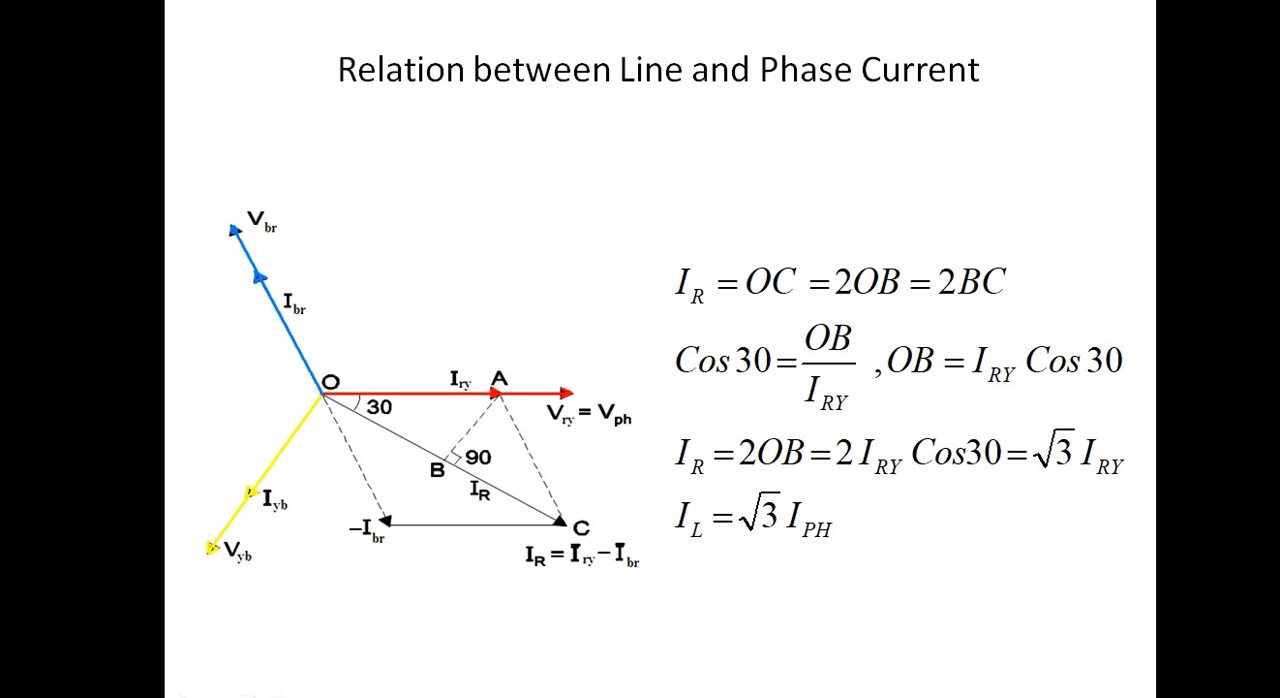 Relation between Line and Phase Current
V_br
I_br
O
I_ry
A
30
V_ry = V_ph
B
90
I_R
I_yb
V_yb
–I_br
C
I_R = I_ry – I_br
I_R = OC = 2OB = 2BC
Cos 30 = OB / I_RY , OB = I_RY Cos 30
I_R = 2OB = 2 I_RY Cos30 = √3 I_RY
I_L = √3 I_PH